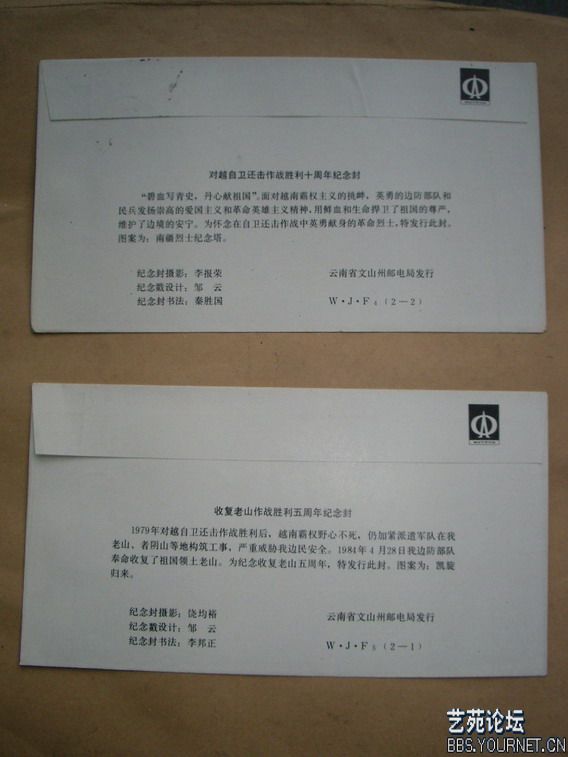 对越自卫还击作战胜利十周年纪念封
“碧血写青史，丹心献祖国”。面对越南霸权主义的挑衅，英勇的边防部队和
民兵发扬崇高的爱国主义和革命英雄主义精神，用鲜血和生命捍卫了祖国的尊严，
维护了边境的安宁。为怀念在自卫还击作战中英勇献身的革命烈士，特发行此封。
图案为：南疆烈士纪念塔。
纪念封摄影：李报荣 云南省文山州邮电局发行
纪念戳设计：邹 云
纪念封书法：秦胜国 W·J·F₄（2—2）
收复老山作战胜利五周年纪念封
1979年对越自卫还击作战胜利后，越南霸权野心不死，仍加紧派遣军队在我
老山、者阴山等地构筑工事，严重威胁我边民安全。1984年4月28日我边防部队
奉命收复了祖国领土老山。为纪念收复老山五周年，特发行此封。图案为：凯旋
归来。
纪念封摄影：饶均裕 云南省文山州邮电局发行
纪念戳设计：邹 云
纪念封书法：李邦正 W·J·F₅（2—1）
艺苑论坛
BBS.YOURNET.CN